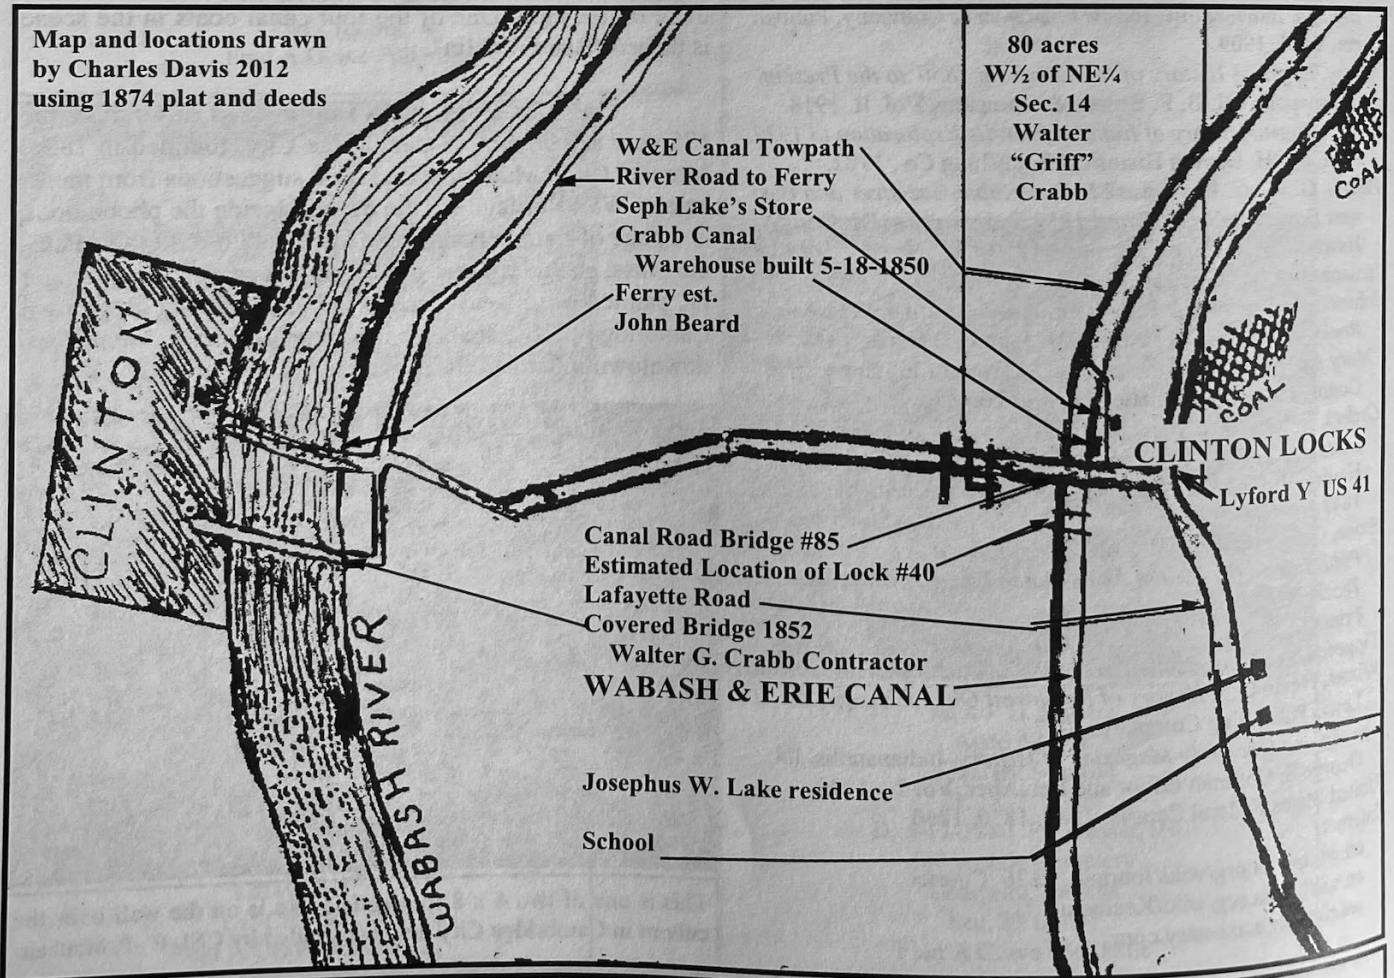 Map and locations drawn
by Charles Davis 2012
using 1874 plat and deeds
80 acres
W½ of NE¼
Sec. 14
Walter
“Griff”
Crabb
W&E Canal Towpath
River Road to Ferry
Seph Lake’s Store
Crabb Canal
Warehouse built 5-18-1850
Ferry est.
John Beard
COAL
COAL
CLINTON
CLINTON LOCKS
Lyford Y US 41
Canal Road Bridge #85
Estimated Location of Lock #40
Lafayette Road
Covered Bridge 1852
Walter G. Crabb Contractor
WABASH & ERIE CANAL
WABASH RIVER
Josephus W. Lake residence
School